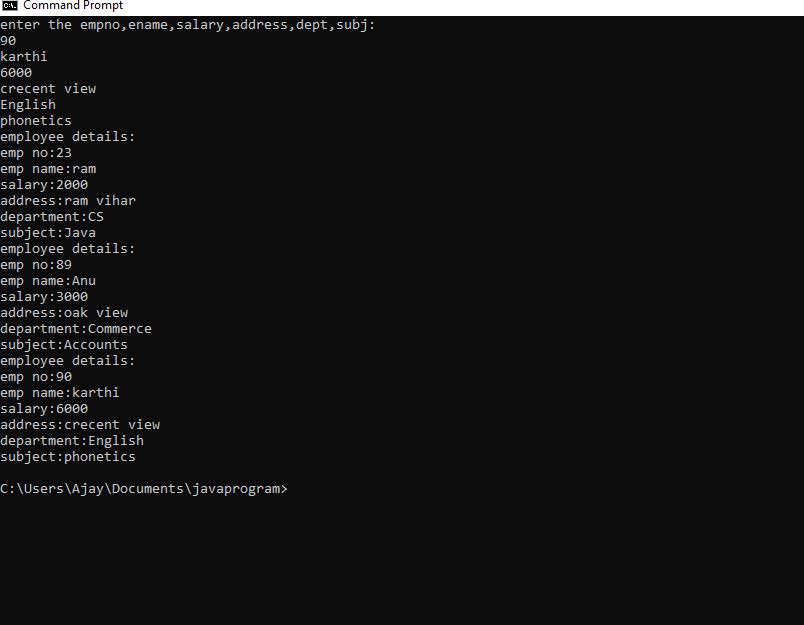 Command Prompt
enter the empno,ename,salary,address,dept,subj:
90
karthi
6000
crecent view
English
phonetics
employee details:
emp no:23
emp name:ram
salary:2000
address:ram vihar
department:CS
subject:Java
employee details:
emp no:89
emp name:Anu
salary:3000
address:oak view
department:Commerce
subject:Accounts
employee details:
emp no:90
emp name:karthi
salary:6000
address:crecent view
department:English
subject:phonetics
C:\Users\Ajay\Documents\javaprogram>